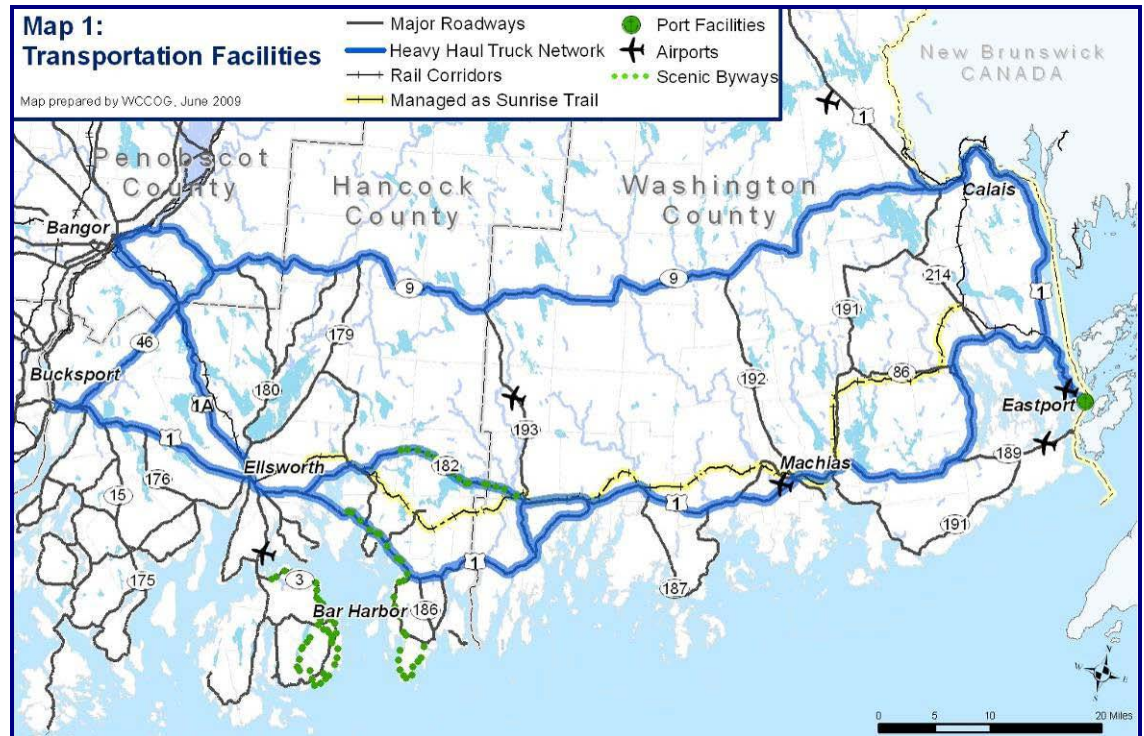 Map 1:
Transportation Facilities
Map prepared by WCCOG, June 2009
Major Roadways
Heavy Haul Truck Network
Rail Corridors
Managed as Sunrise Trail
Port Facilities
Airports
Scenic Byways
New Brunswick
CANADA
1
Penobscot
County
Hancock
County
Washington
County
Calais
Bangor
9
9
214
1
191
179
46
86
Bucksport
180
192
1A
Eastport
193
1
Ellsworth
182
Machias
189
176
15
1
191
1
175
3
187
Bar Harbor
186
N
W
E
S
0
5
10
20 Miles